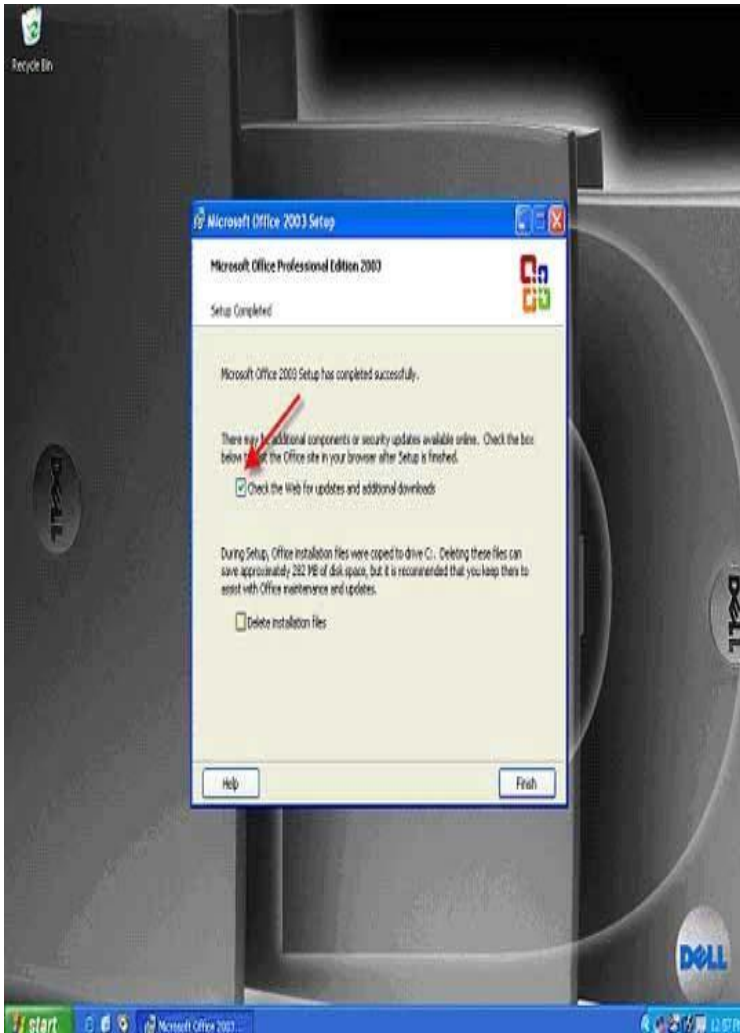 Recycle Bin
Microsoft Office 2003 Setup
Microsoft Office Professional Edition 2003
Setup Completed
Microsoft Office 2003 Setup has completed successfully.
There may be additional components or security updates available online. Check the box
below to visit the Office site in your browser after Setup is finished.
Check the Web for updates and additional downloads
During Setup, Office installation files were copied to drive C:. Deleting these files can
save approximately 282 MB of disk space, but it is recommended that you keep them to
assist with Office maintenance and updates.
Delete installation files
Help
Finish
DELL
DELL
DELL
start
Microsoft Office 2003 ...
12:57 PM